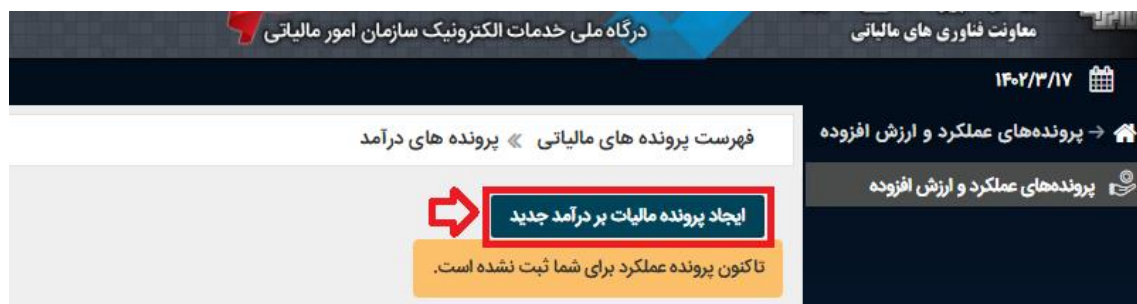 معاونت فناوری های مالیاتی
درگاه ملی خدمات الکترونیک سازمان امور مالیاتی
۱۴۰۲/۳/۱۷
پرونده‌های عملکرد و ارزش افزوده
پرونده‌های عملکرد و ارزش افزوده
فهرست پرونده های مالیاتی » پرونده های درآمد
ایجاد پرونده مالیات بر درآمد جدید
تاکنون پرونده عملکرد برای شما ثبت نشده است.